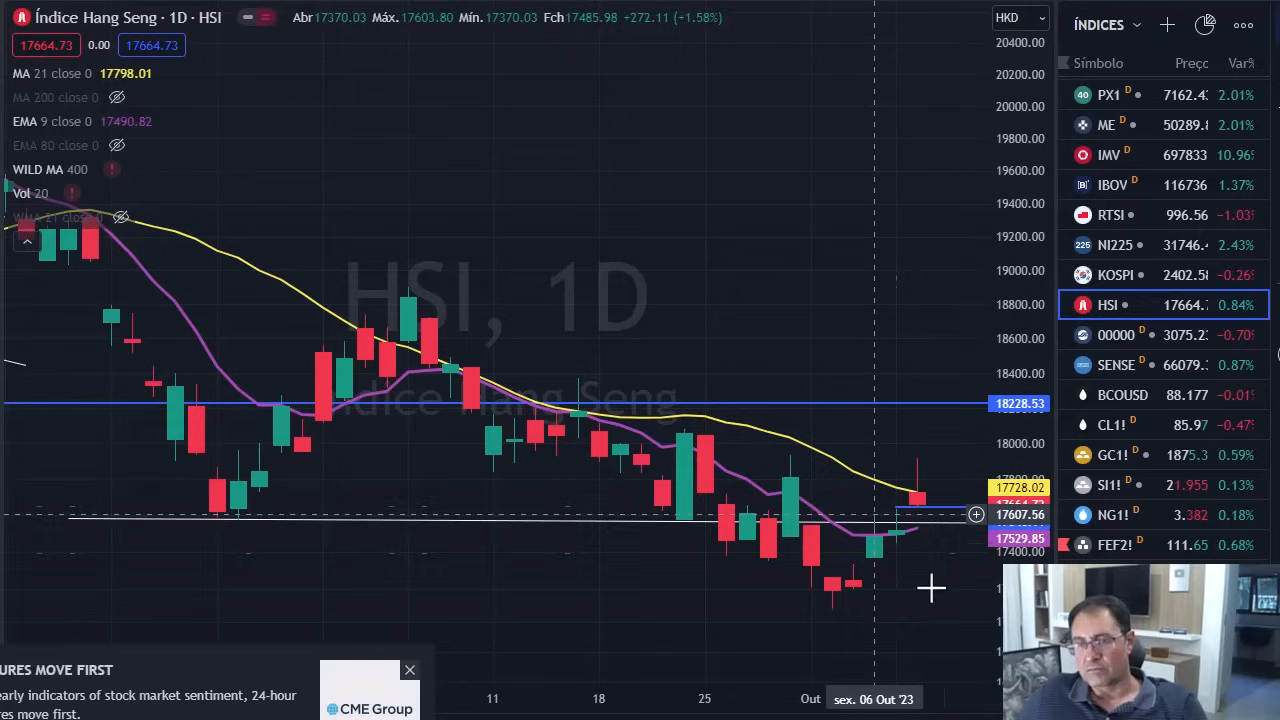 Índice Hang Seng · 1D · HSI Abr17370.03 Máx.17603.80 Mín.17370.03 Fch17485.98 +272.11 (+1.58%)
17664.73 0.00 17664.73
MA 21 close 0 17798.01
MA 200 close 0
EMA 9 close 0 17490.82
EMA 80 close 0
WILD MA 400
Vol 20
WMA 21 close 0
HSI, 1D
Índice Hang Seng
HKD
20400.00
20200.00
20000.00
19800.00
19600.00
19400.00
19200.00
19000.00
18800.00
18600.00
18400.00
18228.53
18000.00
17728.02
17607.56
17529.85
17400.00
11 18 25 Out sex. 06 Out '23
URES MOVE FIRST
early indicators of stock market sentiment, 24-hour
ures move first.
CME Group
ÍNDICES
Símbolo Preço Var%
40 PX1 D 7162.43 2.01%
ME D 50289.8 2.01%
IMV D 697833 10.96%
IBOV D 116736 1.37%
RTSI 996.56 -1.03%
225 NI225 31746.4 2.43%
KOSPI 2402.58 -0.26%
HSI 17664.7 0.84%
00000 D 3075.23 -0.70%
SENSE D 66079.3 0.87%
BCOUSD 88.177 -0.01%
CL1! D 85.97 -0.47%
GC1! D 1875.3 0.59%
SI1! D 21.955 0.13%
NG1! D 3.382 0.18%
FEF2! D 111.65 0.68%